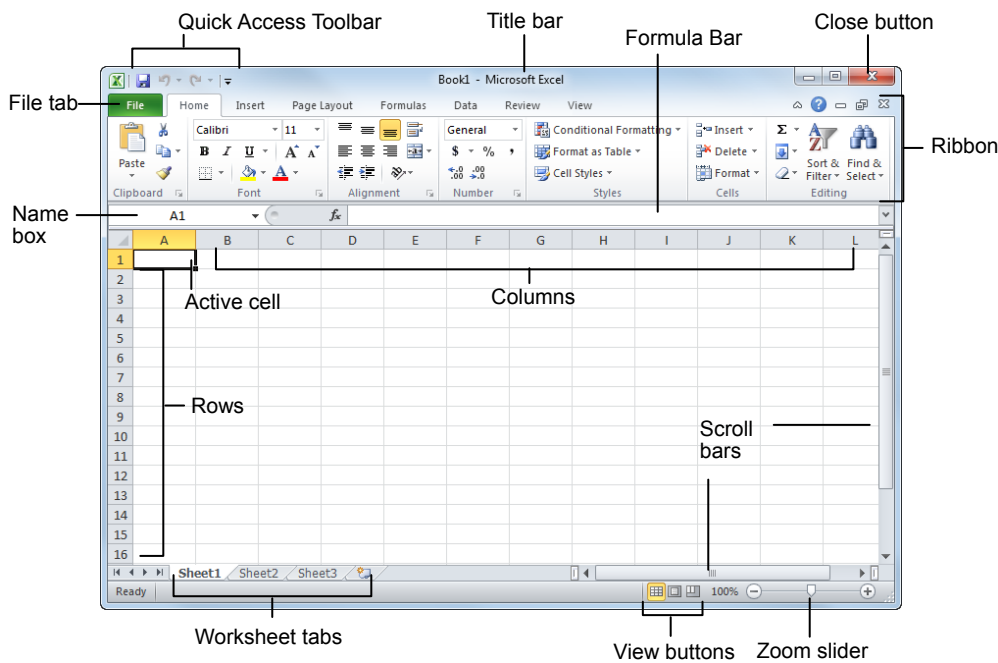 Quick Access Toolbar
Title bar
Close button
Formula Bar
Book1 - Microsoft Excel
File tab
File Home Insert Page Layout Formulas Data Review View
Ribbon
Paste
Calibri 11
B I U A A
A
General
$ % ,
.0 .00
.00 .0
Conditional Formatting
Format as Table
Cell Styles
Insert
Delete
Format
Σ
A
Z
Sort & Filter
Find & Select
Clipboard Font Alignment Number Styles Cells Editing
Name box
A1 fx
A B C D E F G H I J K L
1
2
3
4
5
6
7
8
9
10
11
12
13
14
15
16
Active cell
Columns
Rows
Scroll bars
Sheet1 Sheet2 Sheet3
Ready 100%
Worksheet tabs
View buttons
Zoom slider